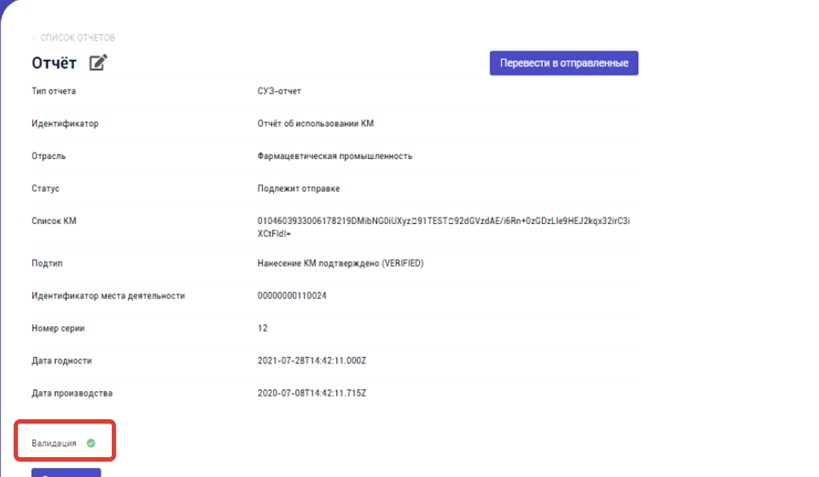 ‹ СПИСОК ОТЧЕТОВ
Отчёт
Перевести в отправленные
Тип отчета СУЗ-отчет
Идентификатор Отчёт об использовании КМ
Отрасль Фармацевтическая промышленность
Статус Подлежит отправке
Список КМ 0104603933006178219DMibNG0iUXyz□91TEST□92dGVzdAE/i6Rn+0zGDzLIe9HEJ2kqx32irC3i
XCtFIdI=
Подтип Нанесение КМ подтверждено (VERIFIED)
Идентификатор места деятельности 00000000110024
Номер серии 12
Дата годности 2021-07-28T14:42:11.000Z
Дата производства 2020-07-08T14:42:11.715Z
Валидация